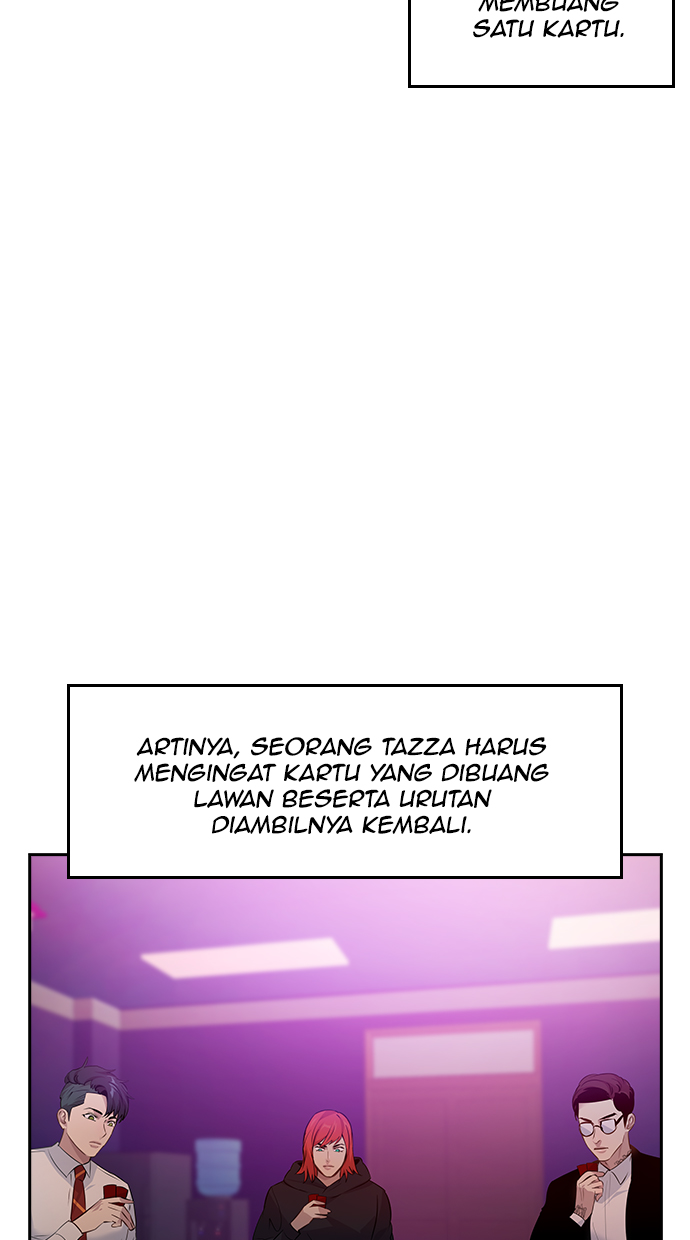 MEMBUANG
SATU KARTU.
ARTINYA, SEORANG TAZZA HARUS
MENGINGAT KARTU YANG DIBUANG
LAWAN BESERTA URUTAN
DIAMBILNYA KEMBALI.